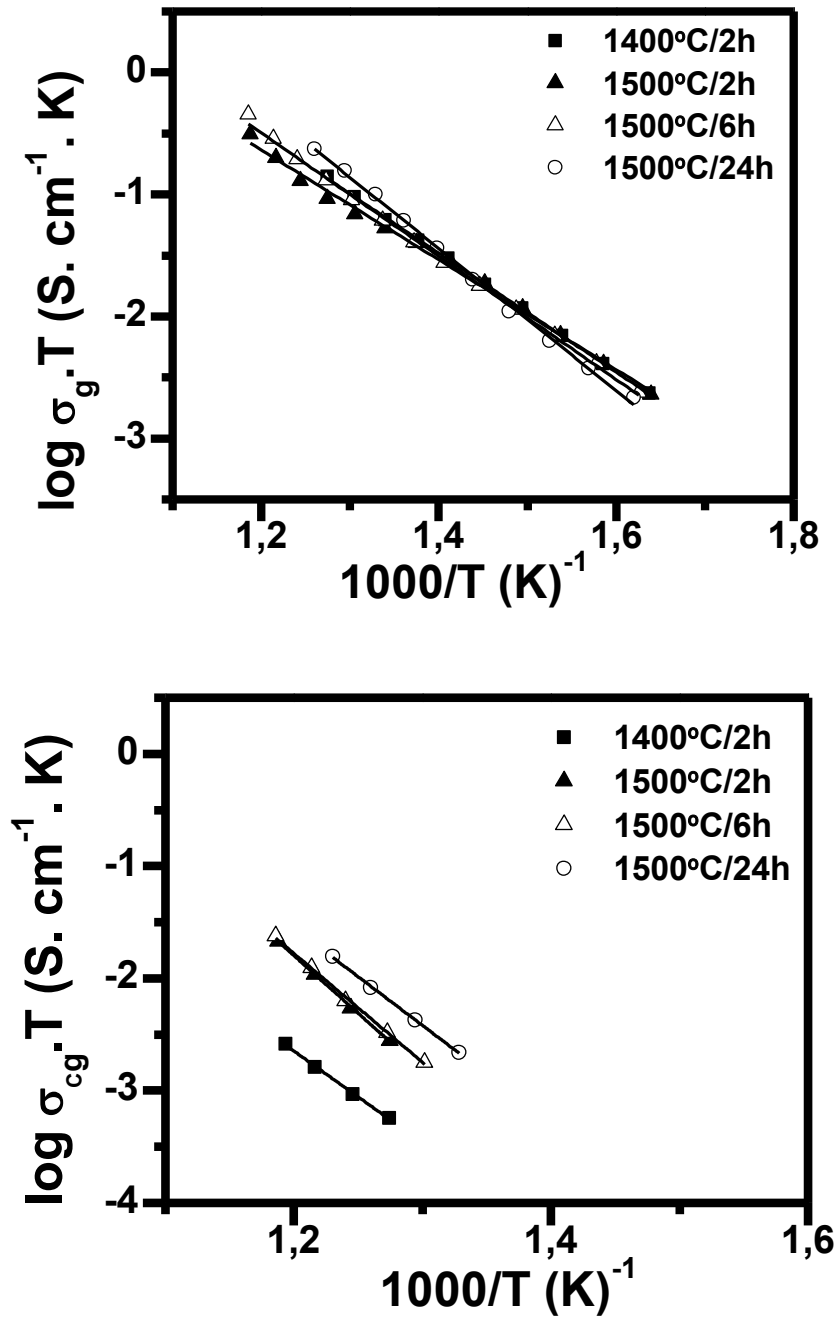 0
-1
-2
-3
log σg.T (S. cm-1 . K)
1400ºC/2h
1500ºC/2h
1500ºC/6h
1500ºC/24h
1,2
1,4
1,6
1,8
1000/T (K)-1
0
-1
-2
-3
-4
log σcg.T (S. cm-1 . K)
1400ºC/2h
1500ºC/2h
1500ºC/6h
1500ºC/24h
1,2
1,4
1,6
1000/T (K)-1